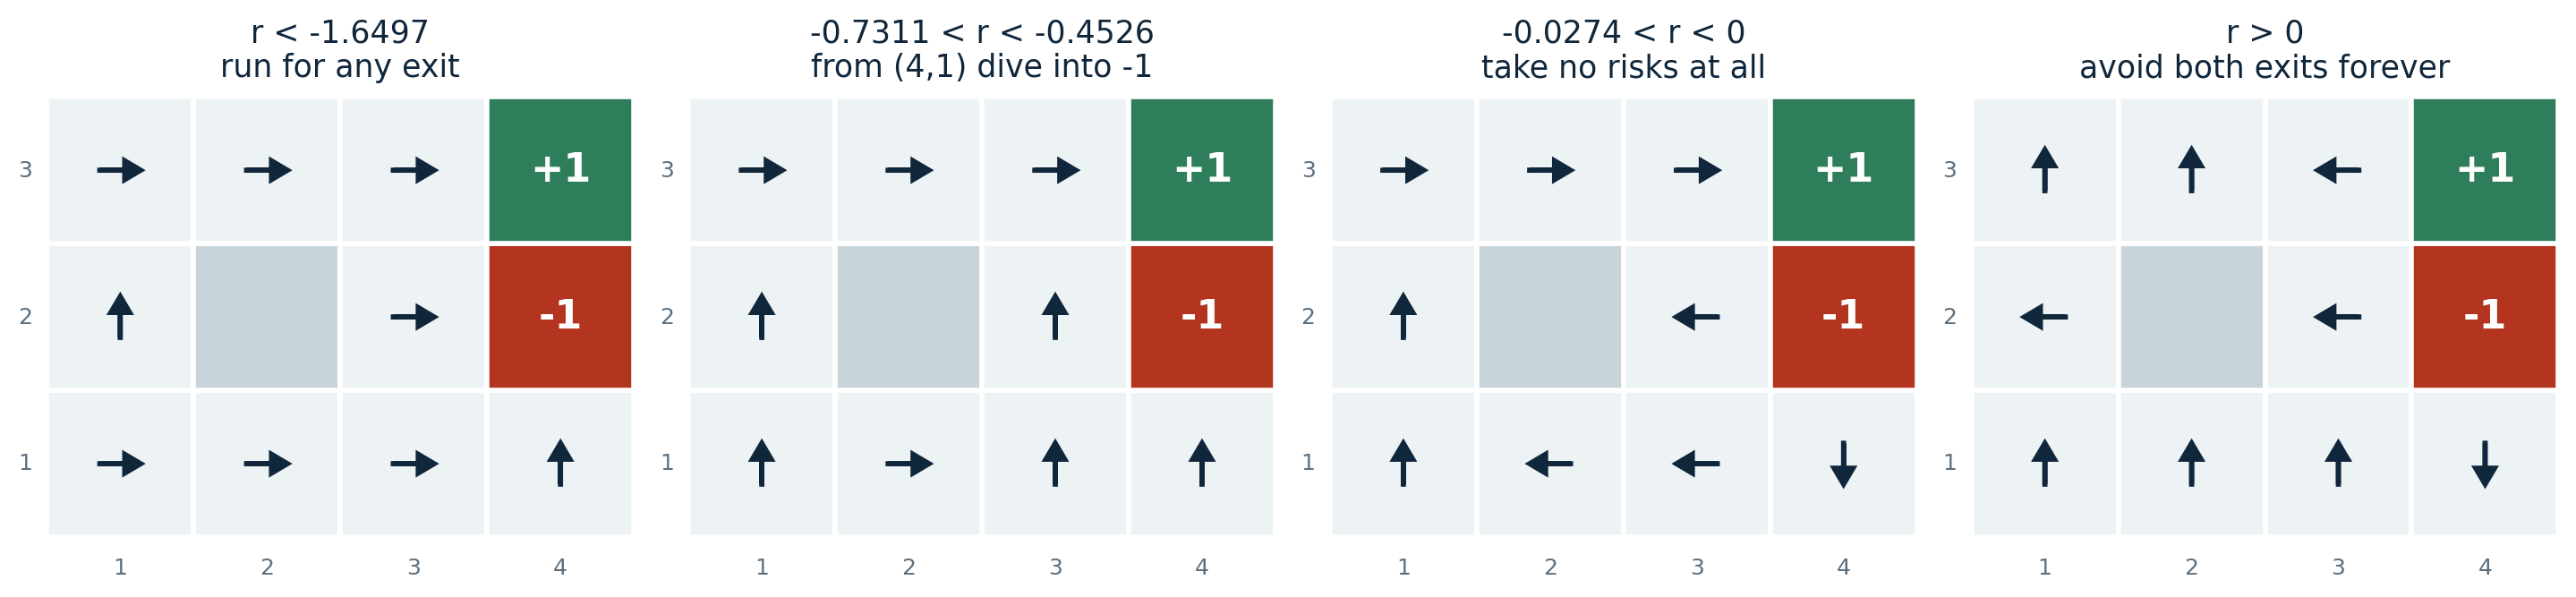 r < -1.6497
run for any exit
-0.7311 < r < -0.4526
from (4,1) dive into -1
-0.0274 < r < 0
take no risks at all
r > 0
avoid both exits forever
3
+1
3
+1
3
+1
3
+1
2
-1
2
-1
2
-1
2
-1
1
1
1
1
1 2 3 4
1 2 3 4
1 2 3 4
1 2 3 4